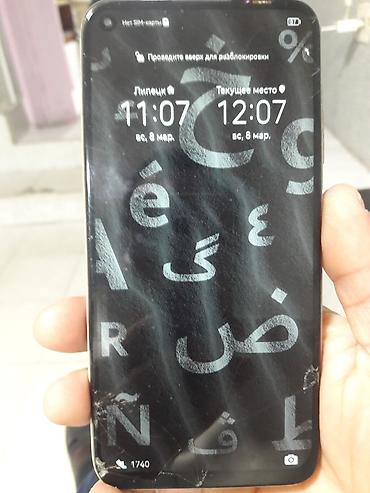 Нет SIM-карты
Проведите вверх для разблокировки
%
Липецк Текущее место
11:07 12:07
вс, 8 мар. вс, 8 мар.
خ
é
٤
گ
ض
R
Ñ
1740